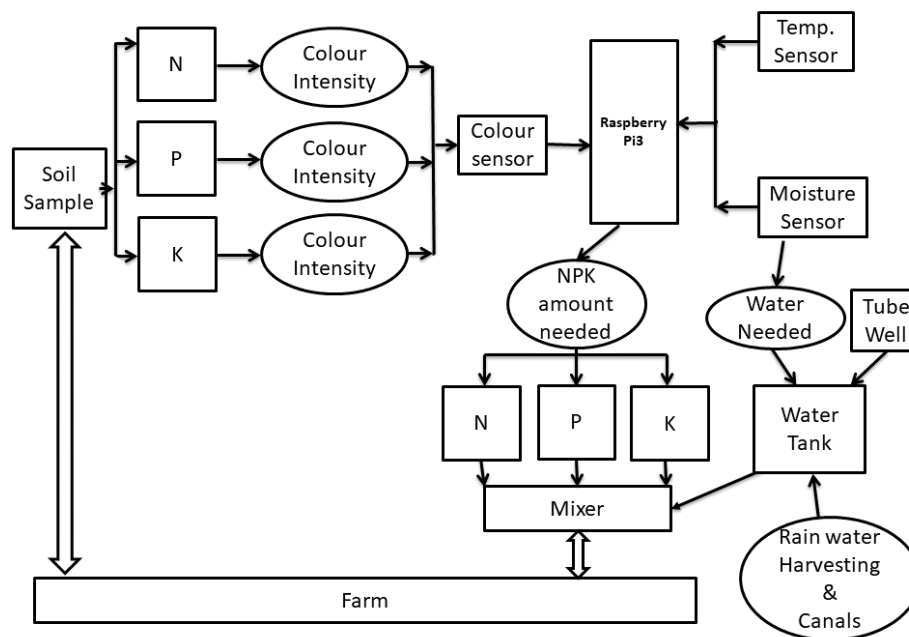 N
Colour
Intensity
Temp.
Sensor
Raspberry
Pi3
P
Colour
Intensity
Colour
sensor
Soil
Sample
K
Colour
Intensity
Moisture
Sensor
NPK
amount
needed
Water
Needed
Tube
Well
N
P
K
Water
Tank
Mixer
Rain water
Harvesting
&
Canals
Farm